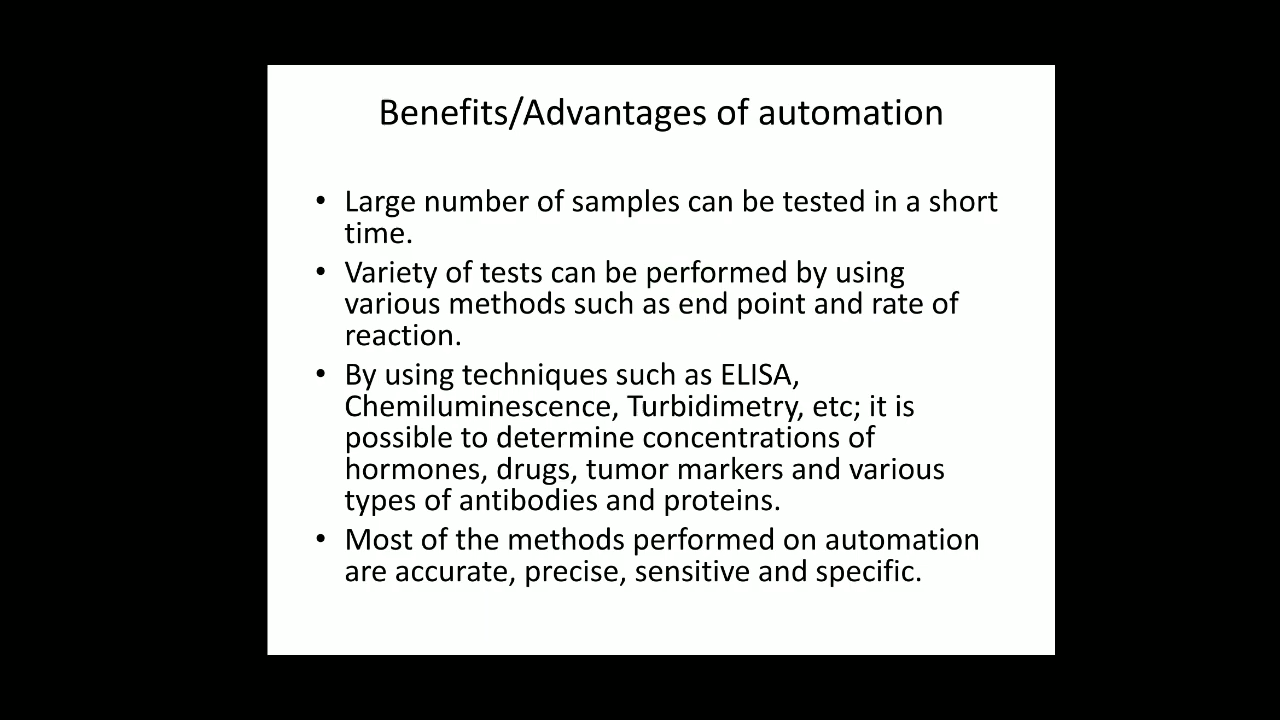 Benefits/Advantages of automation
• Large number of samples can be tested in a short
time.
• Variety of tests can be performed by using
various methods such as end point and rate of
reaction.
• By using techniques such as ELISA,
Chemiluminescence, Turbidimetry, etc; it is
possible to determine concentrations of
hormones, drugs, tumor markers and various
types of antibodies and proteins.
• Most of the methods performed on automation
are accurate, precise, sensitive and specific.